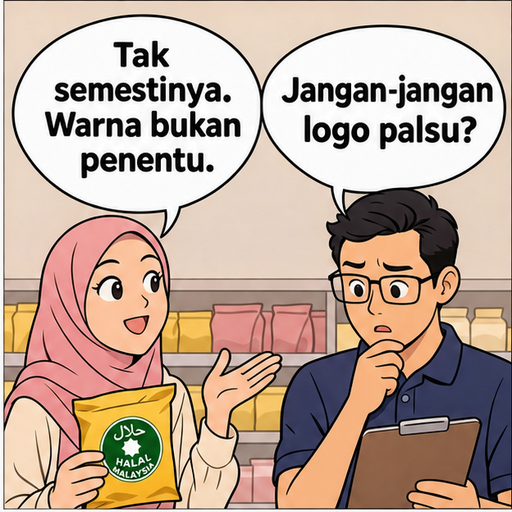 Tak
semestinya.
Warna bukan
penentu.
Jangan-jangan
logo palsu?
حلال
HALAL
MALAYSIA